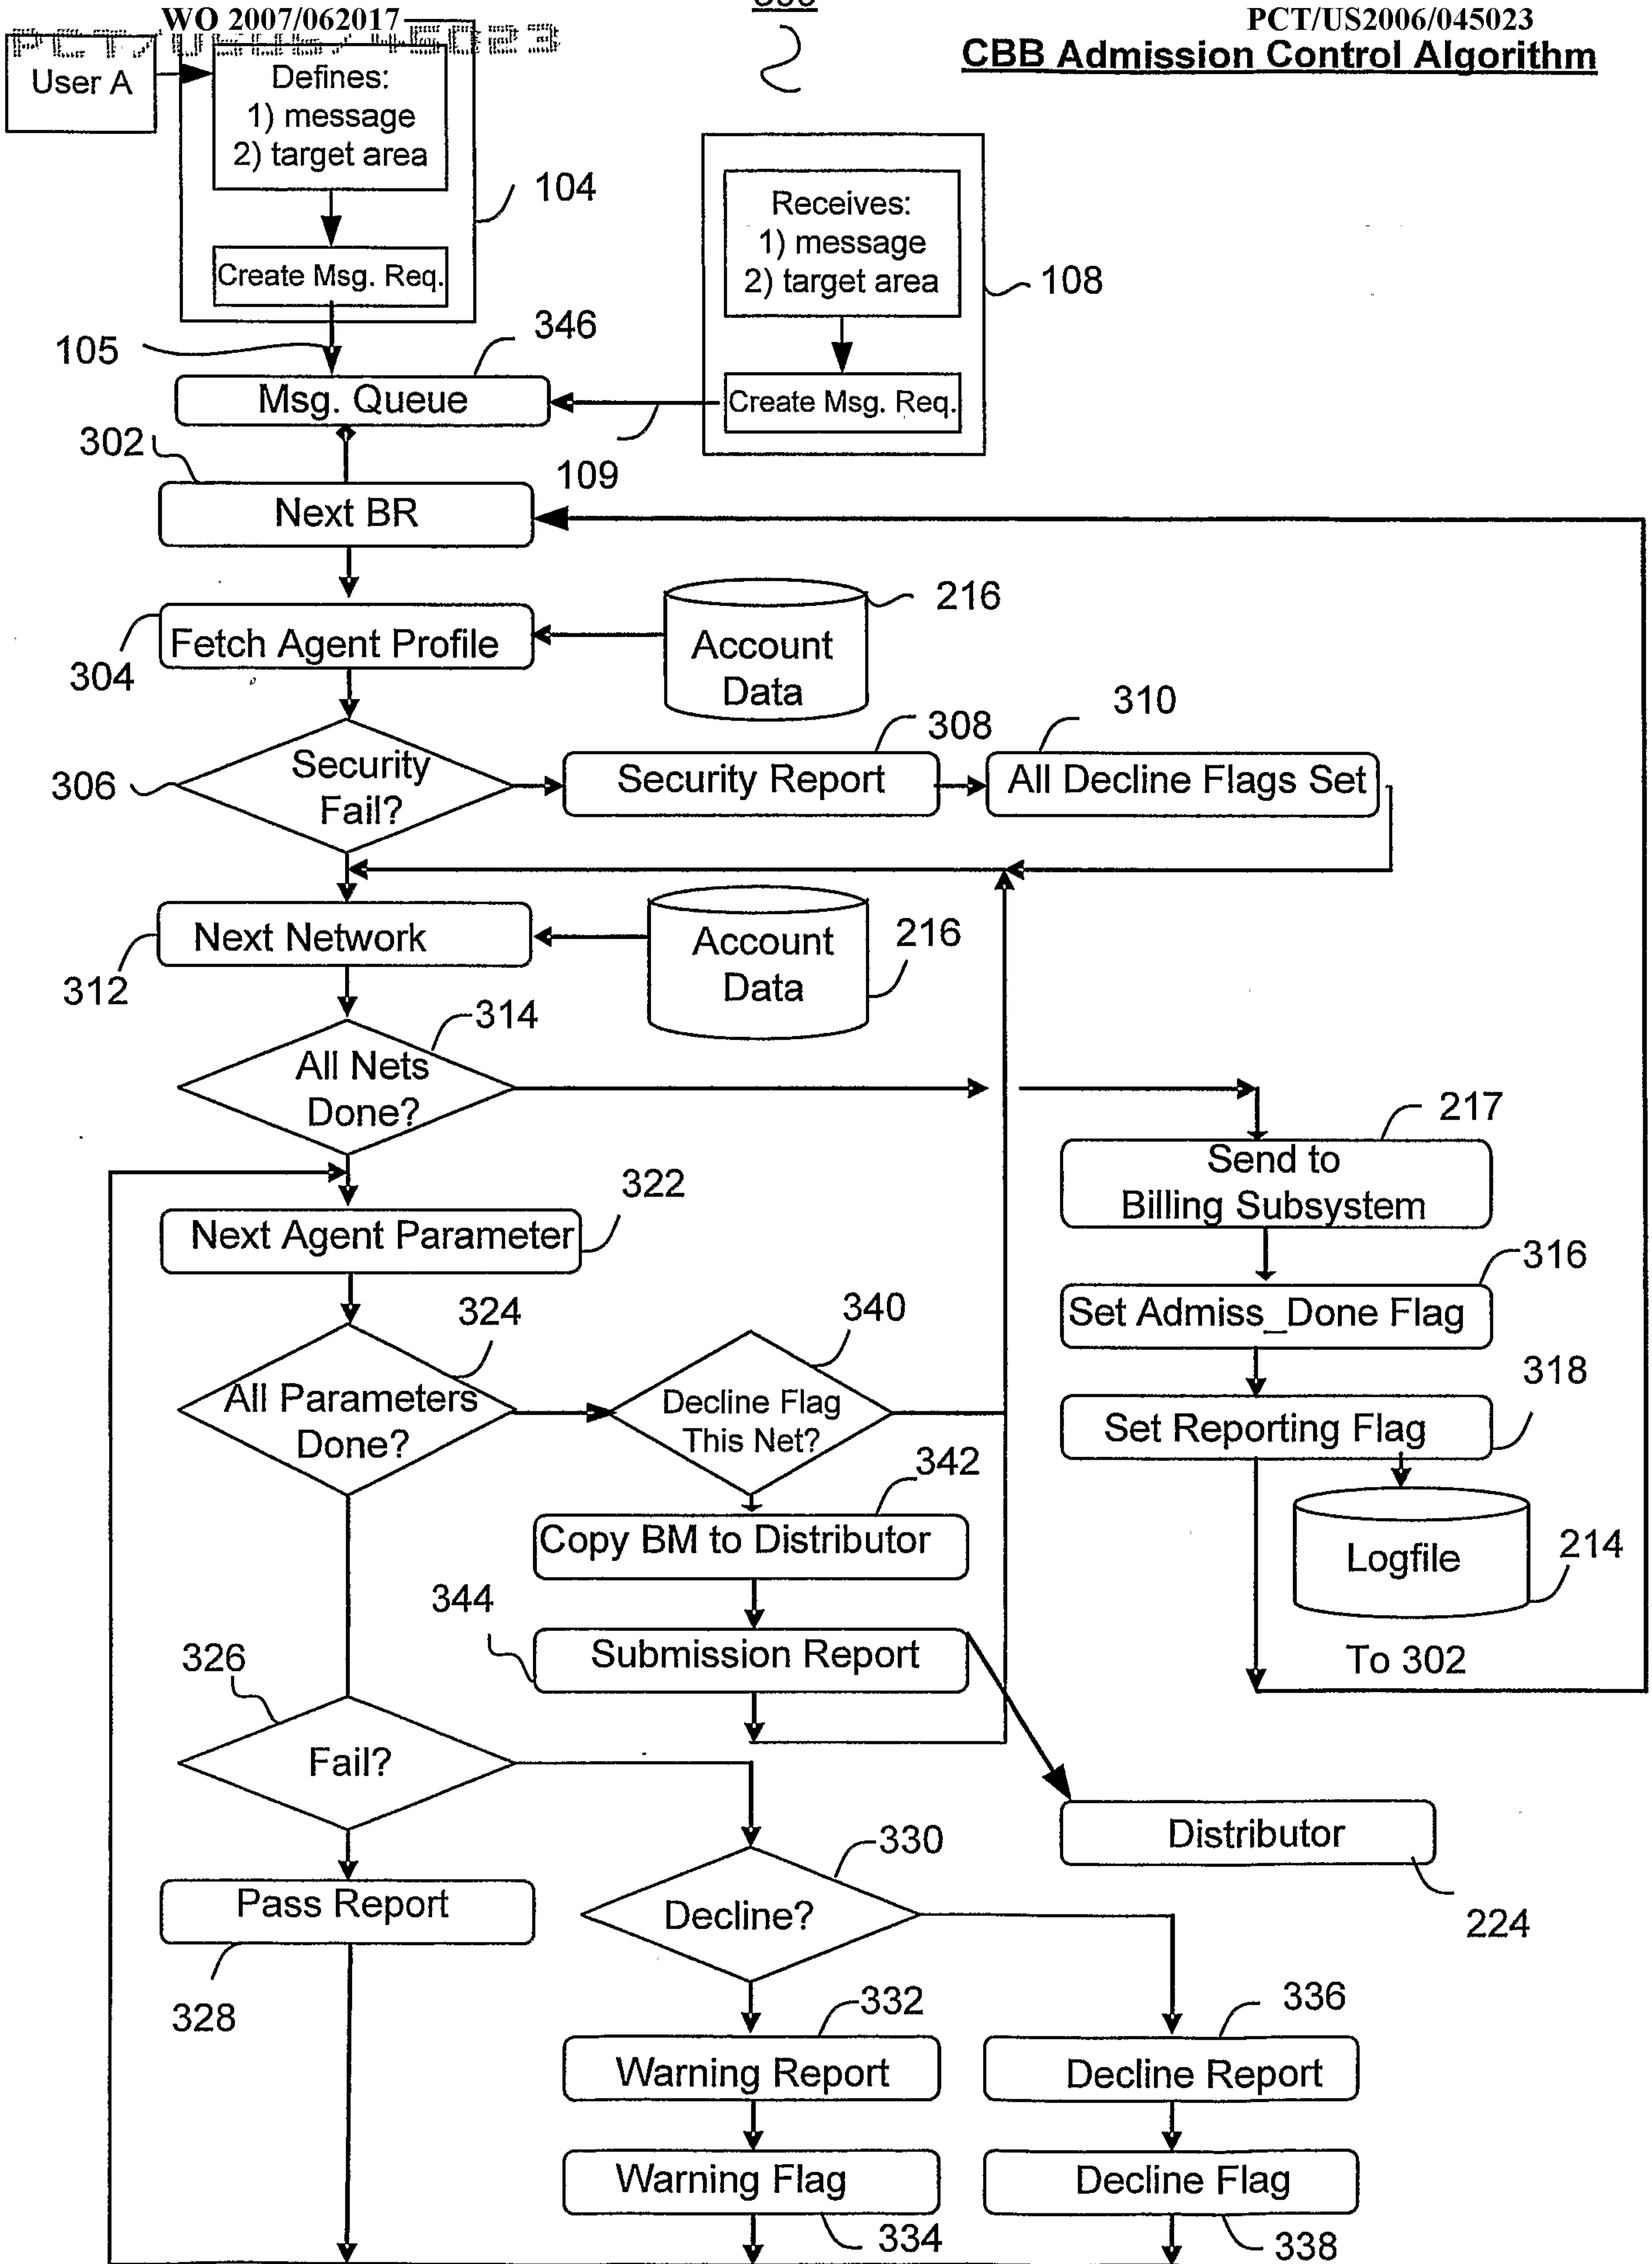 WO 2007/062017
PCT/US2006/045023
PCT/US06/45023
CBB Admission Control Algorithm
User A
Defines:
1) message
2) target area
104
Create Msg. Req.
Receives:
1) message
2) target area
108
Create Msg. Req.
105
346
Msg. Queue
109
302
Next BR
304
Fetch Agent Profile
216
Account
Data
306
Security
Fail?
308
Security Report
310
All Decline Flags Set
312
Next Network
216
Account
Data
314
All Nets
Done?
217
Send to
Billing Subsystem
322
Next Agent Parameter
316
Set Admiss_Done Flag
324
All Parameters
Done?
340
Decline Flag
This Net?
318
Set Reporting Flag
342
Copy BM to Distributor
Logfile
214
344
Submission Report
To 302
326
Fail?
Distributor
224
330
Decline?
Pass Report
328
332
Warning Report
336
Decline Report
Warning Flag
334
Decline Flag
338